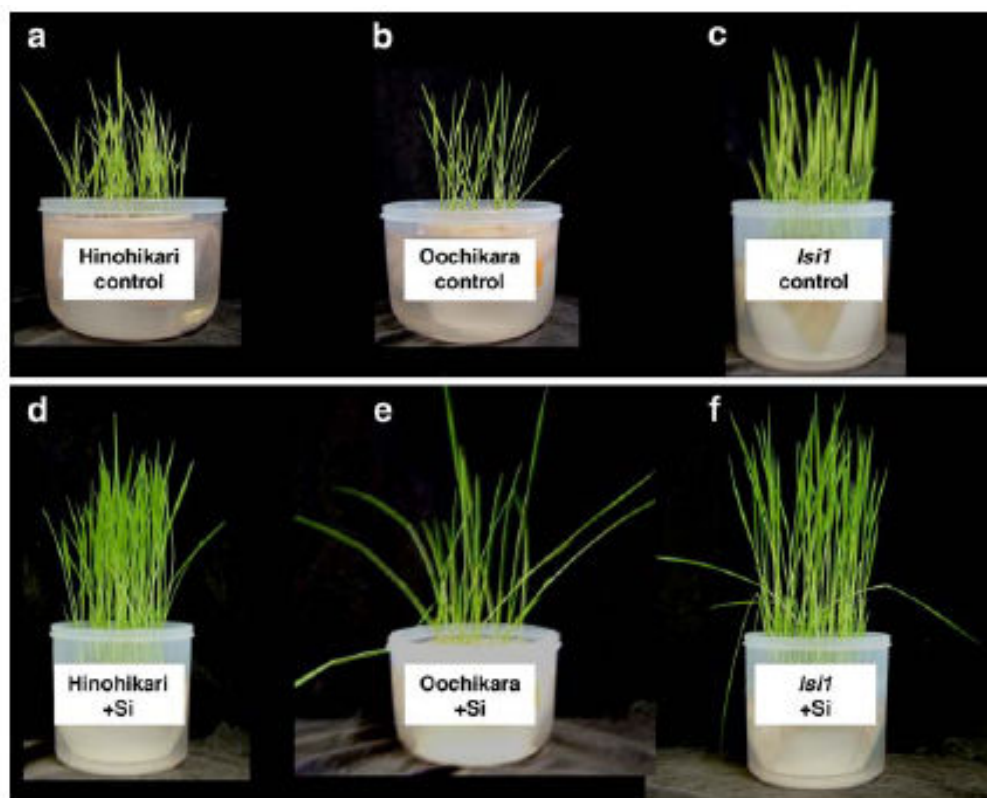 a
b
c
Hinohikari
control
Oochikara
control
lsi1
control
d
e
f
Hinohikari
+Si
Oochikara
+Si
lsi1
+Si